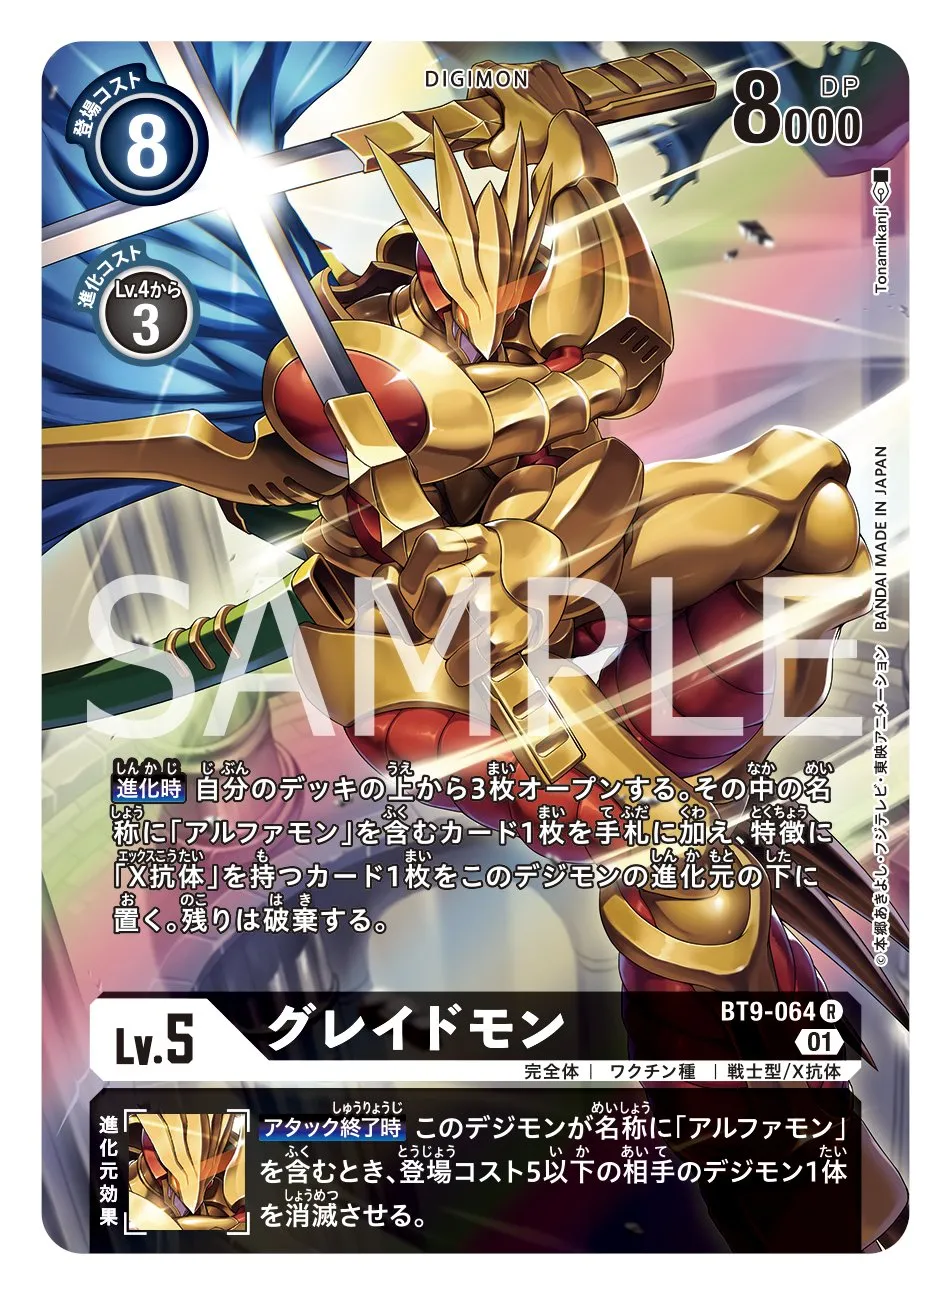 DIGIMON
登場コスト
8
DP
8000
進化コスト
Lv.4から
3
Tonamikanji
BANDAI MADE IN JAPAN
©本郷あきよし・フジテレビ・東映アニメーション
SAMPLE
進化時 自分のデッキの上から3枚オープンする。その中の名
称に「アルファモン」を含むカード1枚を手札に加え、特徴に
「X抗体」を持つカード1枚をこのデジモンの進化元の下に
置く。残りは破棄する。
Lv.5
グレイドモン
BT9-064 R
01
完全体 | ワクチン種 | 戦士型/X抗体
進化元効果
アタック終了時 このデジモンが名称に「アルファモン」
を含むとき、登場コスト5以下の相手のデジモン1体
を消滅させる。